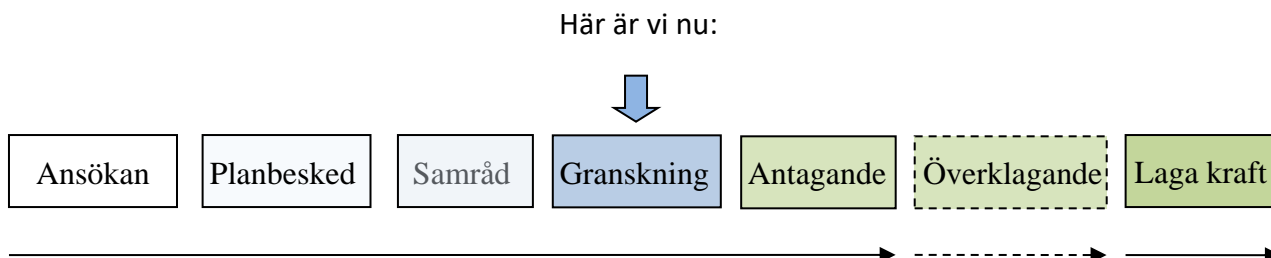 Här är vi nu:
Ansökan Planbesked Samråd Granskning Antagande Överklagande Laga kraft